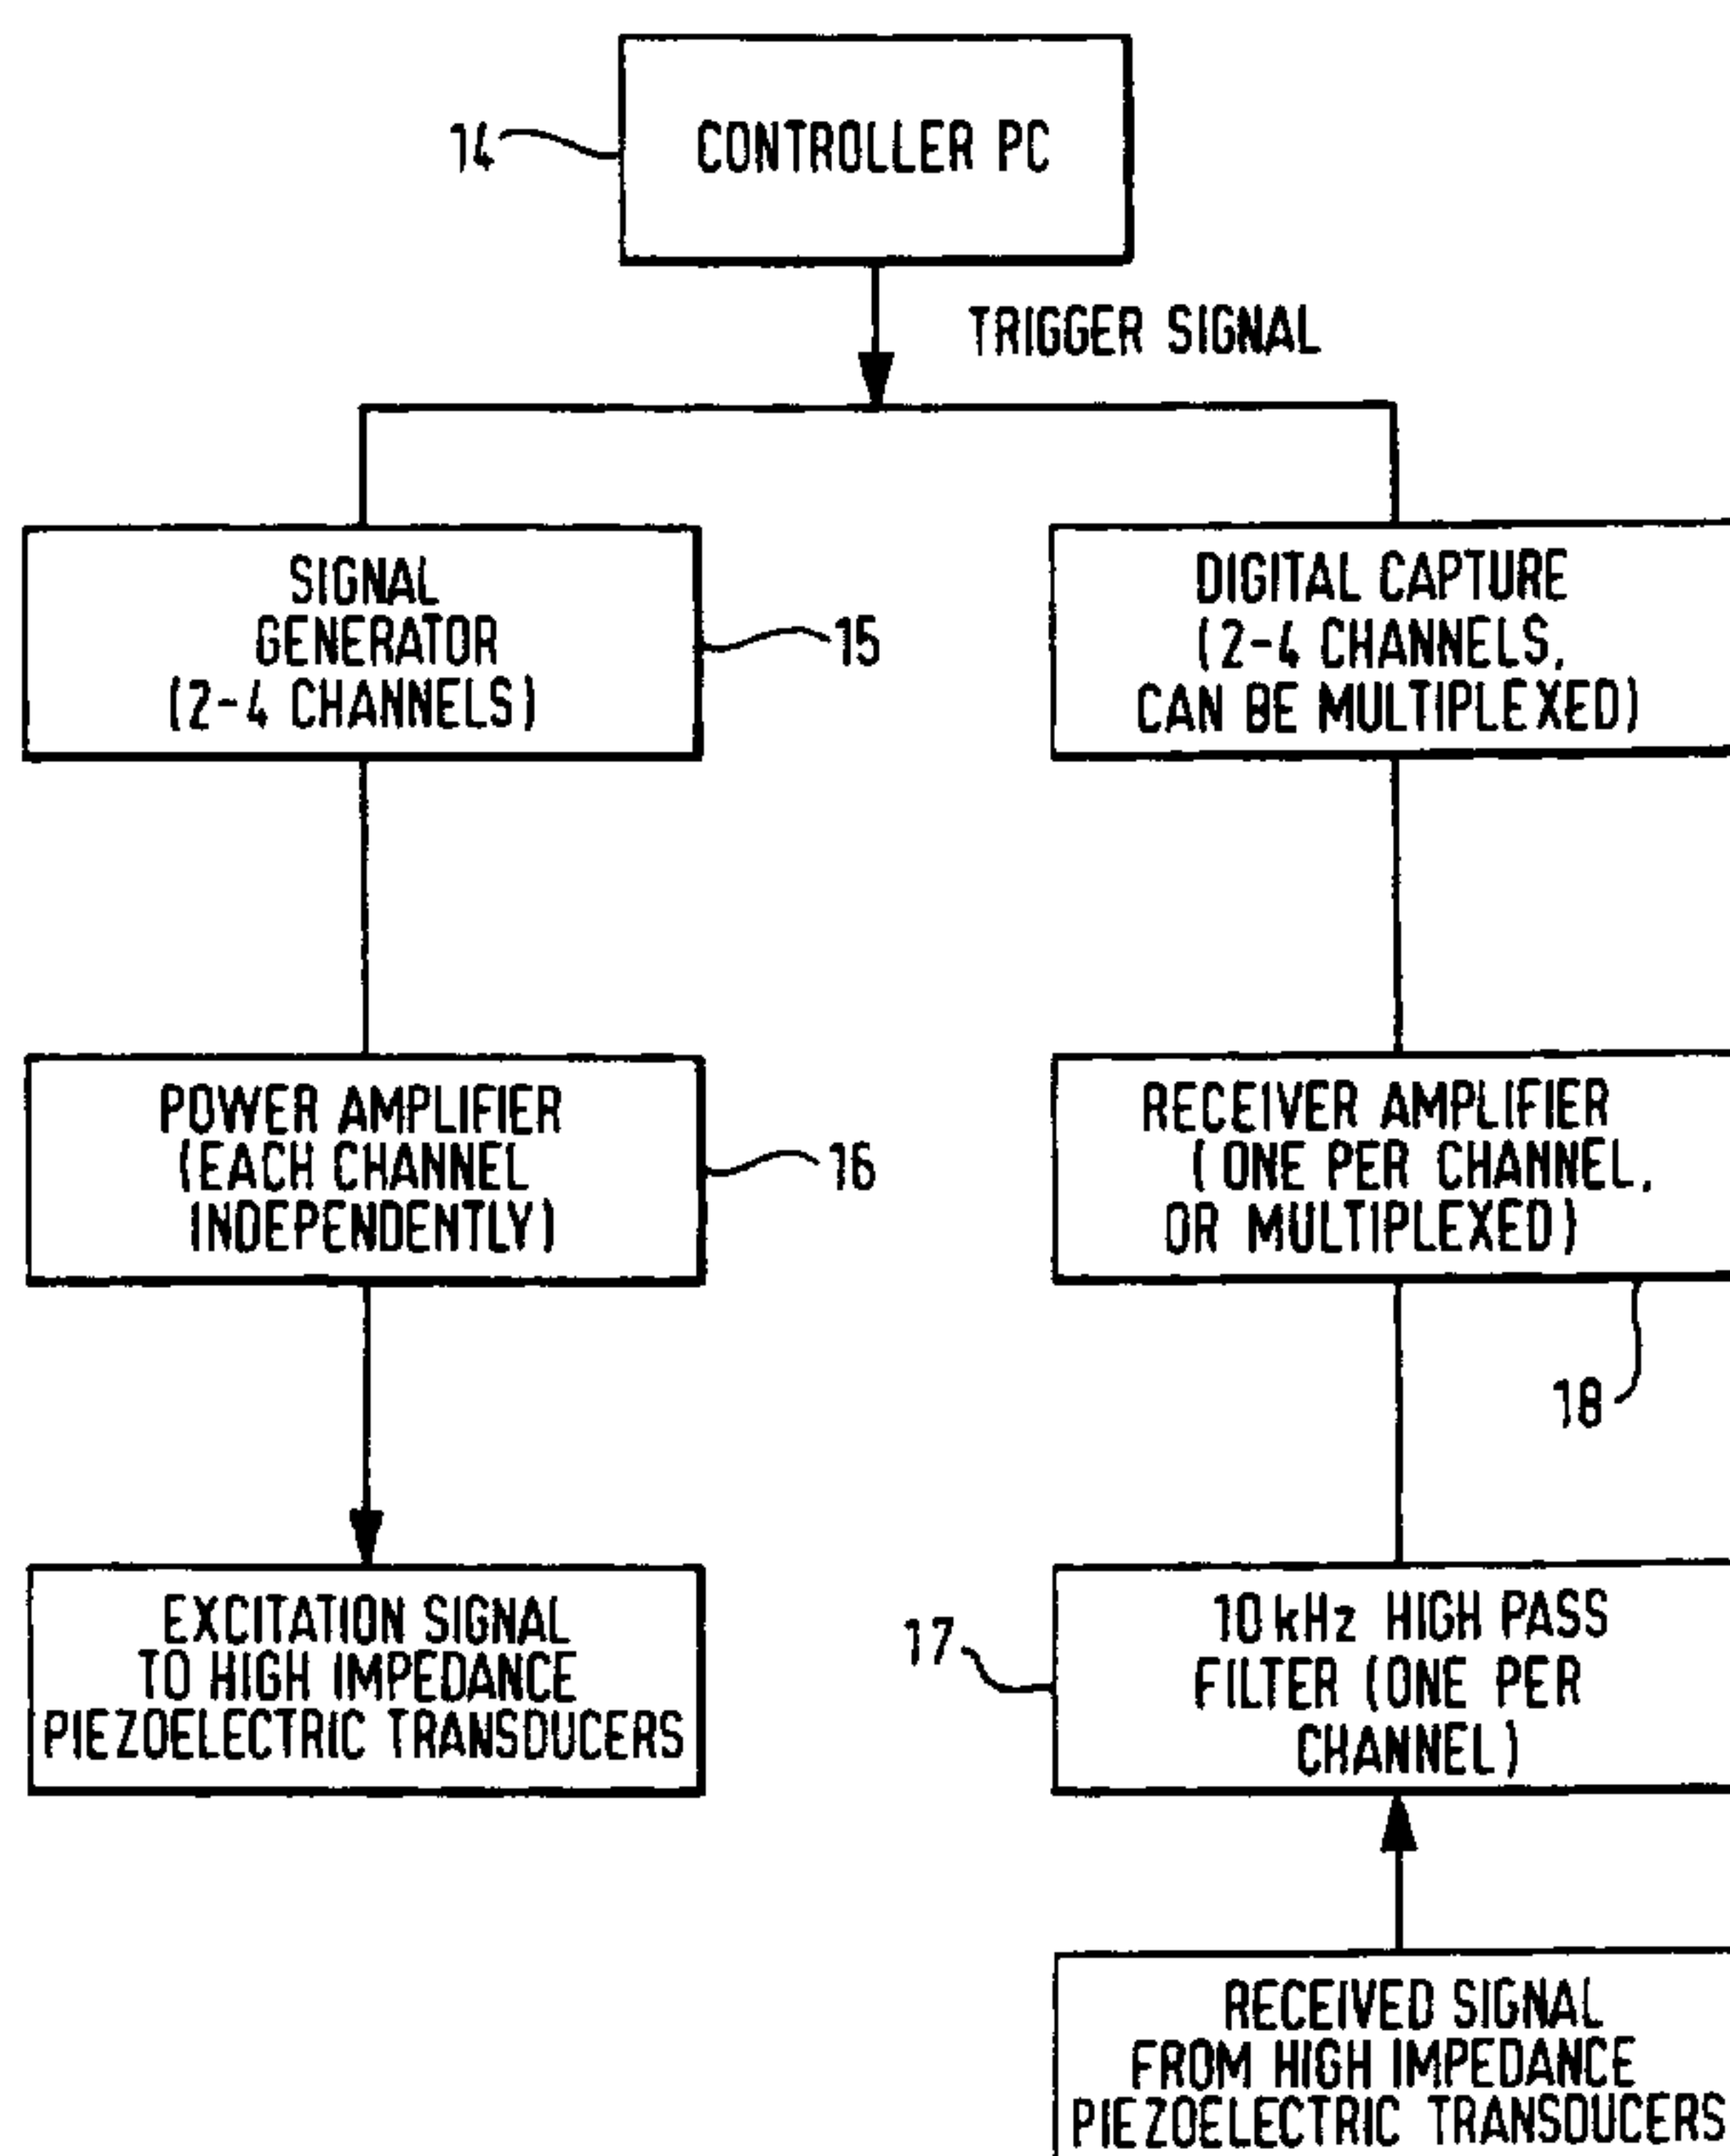 CONTROLLER PC
14
TRIGGER SIGNAL
SIGNAL
GENERATOR
(2-4 CHANNELS)
15
DIGITAL CAPTURE
(2-4 CHANNELS,
CAN BE MULTIPLEXED)
POWER AMPLIFIER
(EACH CHANNEL
INDEPENDENTLY)
16
RECEIVER AMPLIFIER
(ONE PER CHANNEL,
OR MULTIPLEXED)
18
EXCITATION SIGNAL
TO HIGH IMPEDANCE
PIEZOELECTRIC TRANSDUCERS
17
10kHz HIGH PASS
FILTER (ONE PER
CHANNEL)
RECEIVED SIGNAL
FROM HIGH IMPEDANCE
PIEZOELECTRIC TRANSDUCERS